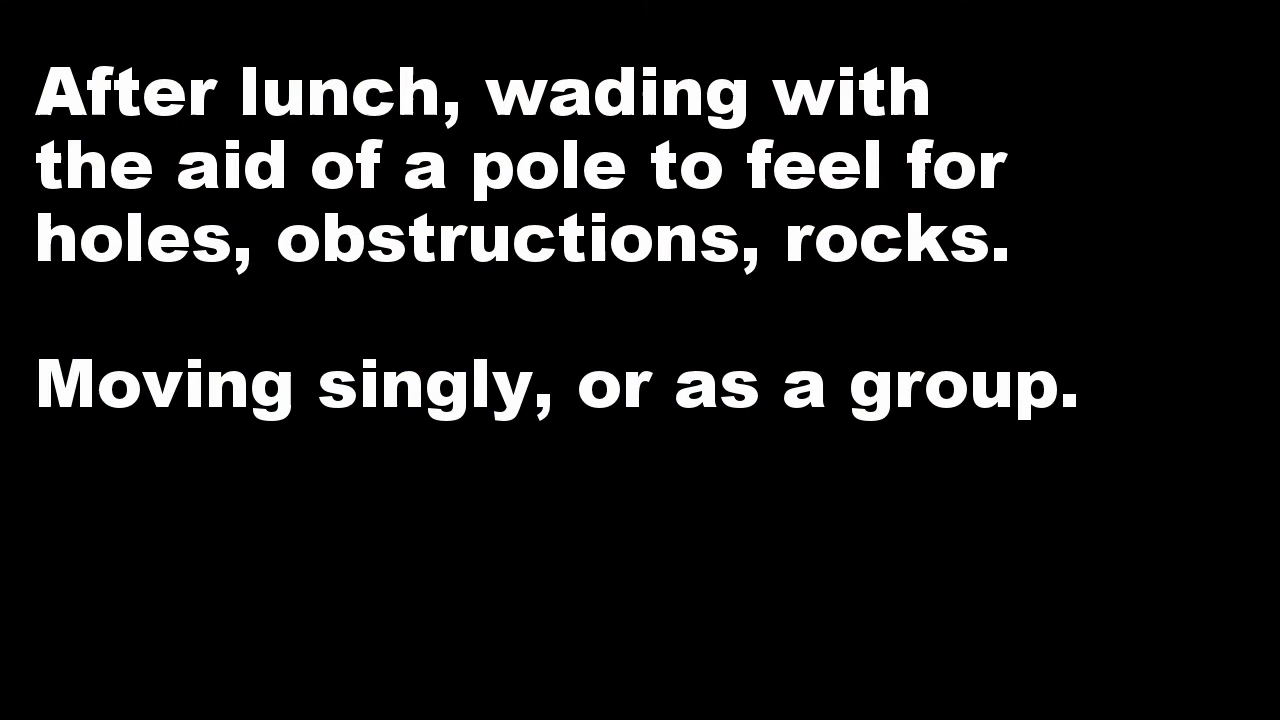 After lunch, wading with
the aid of a pole to feel for
holes, obstructions, rocks.
Moving singly, or as a group.